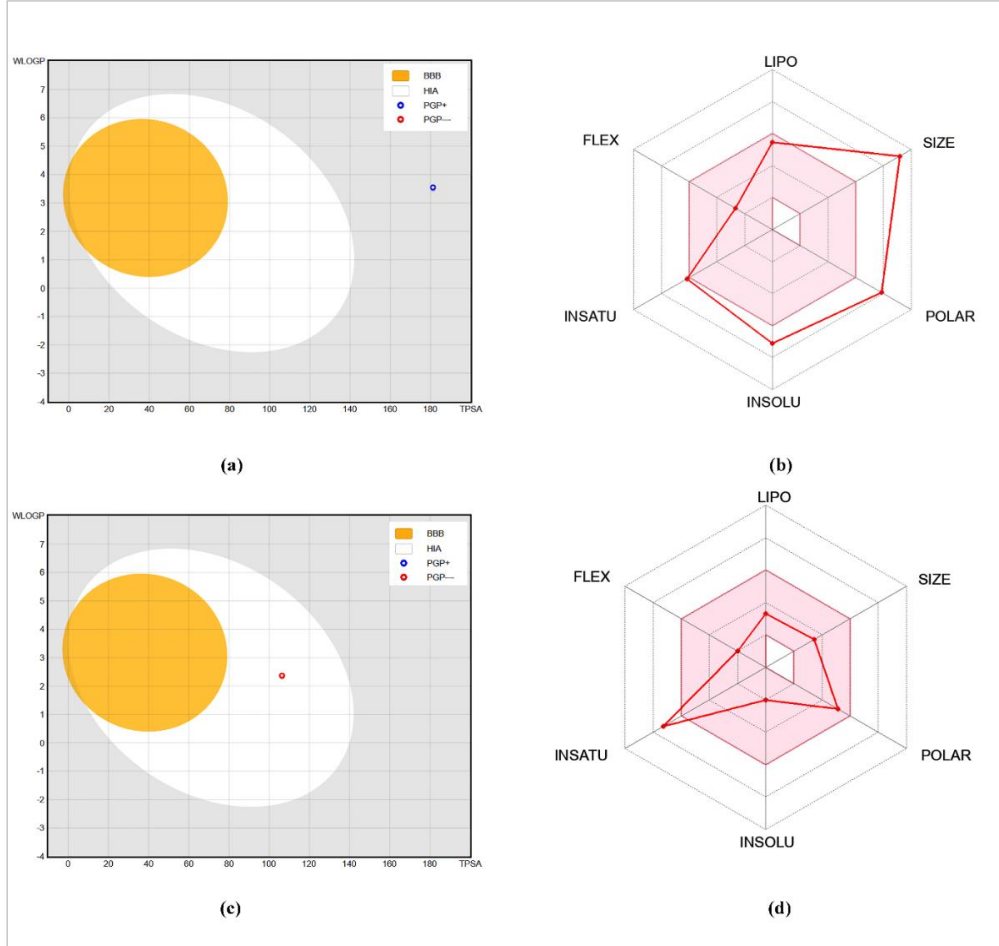 WLOGP
7
6
5
4
3
2
1
0
-1
-2
-3
-4
0 20 40 60 80 100 120 140 160 180 TPSA
BBB
HIA
PGP+
PGP—
(a)
LIPO
FLEX SIZE
INSATU POLAR
INSOLU
(b)
WLOGP
7
6
5
4
3
2
1
0
-1
-2
-3
-4
0 20 40 60 80 100 120 140 160 180 TPSA
BBB
HIA
PGP+
PGP—
(c)
LIPO
FLEX SIZE
INSATU POLAR
INSOLU
(d)